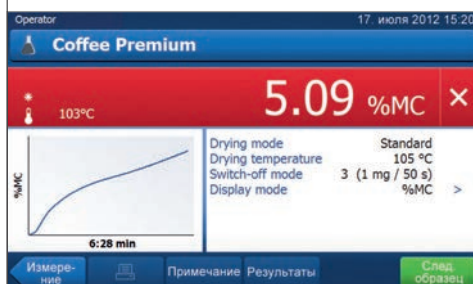 Operator 17. июля 2012 15:20
Coffee Premium
5.09 %MC
103°C
Drying mode Standard
Drying temperature 105 °C
Switch-off mode 3 (1 mg / 50 s)
Display mode %MC >
%MC
6:28 min
Измере-
ние
Примечание
Результаты
След.
образец